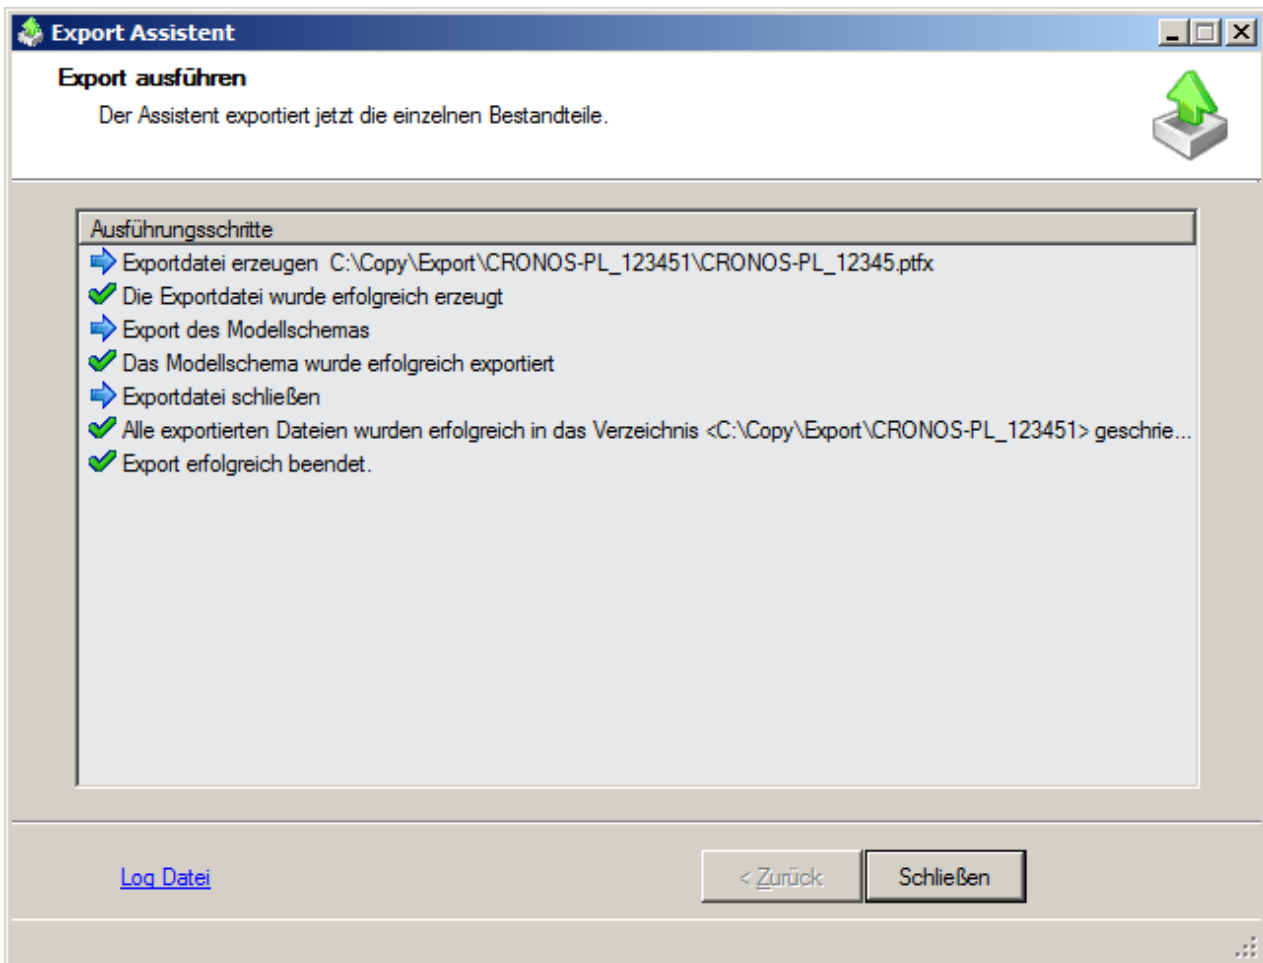 Export Assistent
Export ausführen
Der Assistent exportiert jetzt die einzelnen Bestandteile.
Ausführungsschritte
Exportdatei erzeugen C:\Copy\Export\CRONOS-PL_123451\CRONOS-PL_12345.ptfx
Die Exportdatei wurde erfolgreich erzeugt
Export des Modellschemas
Das Modellschema wurde erfolgreich exportiert
Exportdatei schließen
Alle exportierten Dateien wurden erfolgreich in das Verzeichnis <C:\Copy\Export\CRONOS-PL_123451> geschrie...
Export erfolgreich beendet.
Log Datei
< Zurück
Schließen